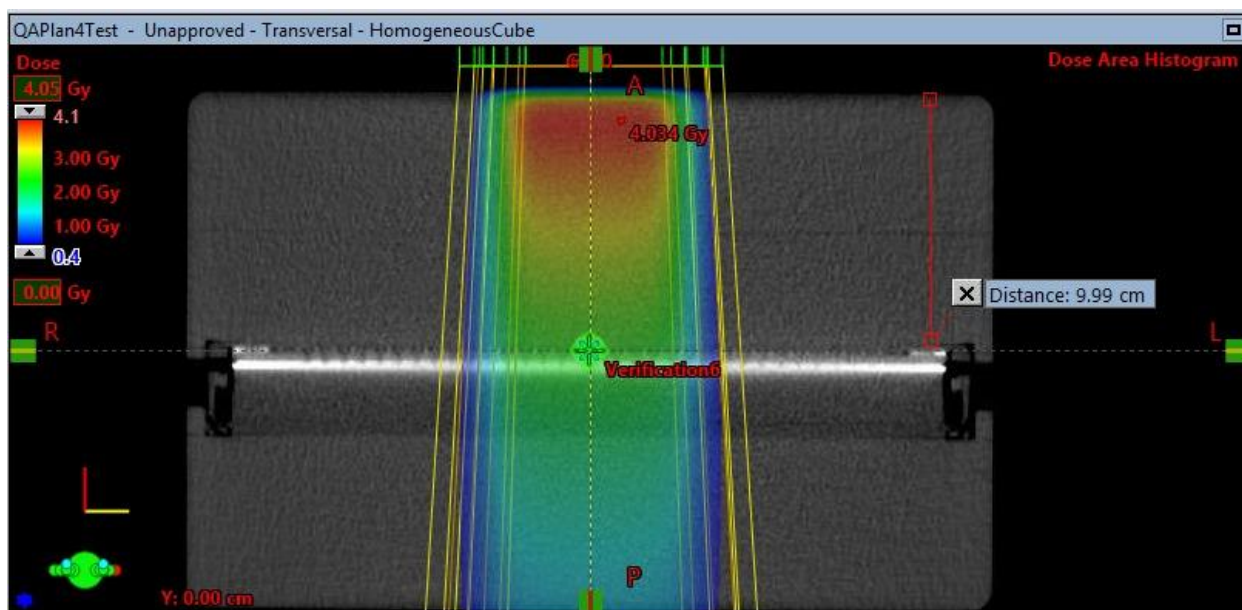 QAPlan4Test - Unapproved - Transversal - HomogeneousCube
Dose
4.05 Gy
4.1
3.00 Gy
2.00 Gy
1.00 Gy
0.4
0.00 Gy
G 0
Dose Area Histogram
A
4.034 Gy
Distance: 9.99 cm
R
L
Verification6
P
Y: 0.00 cm